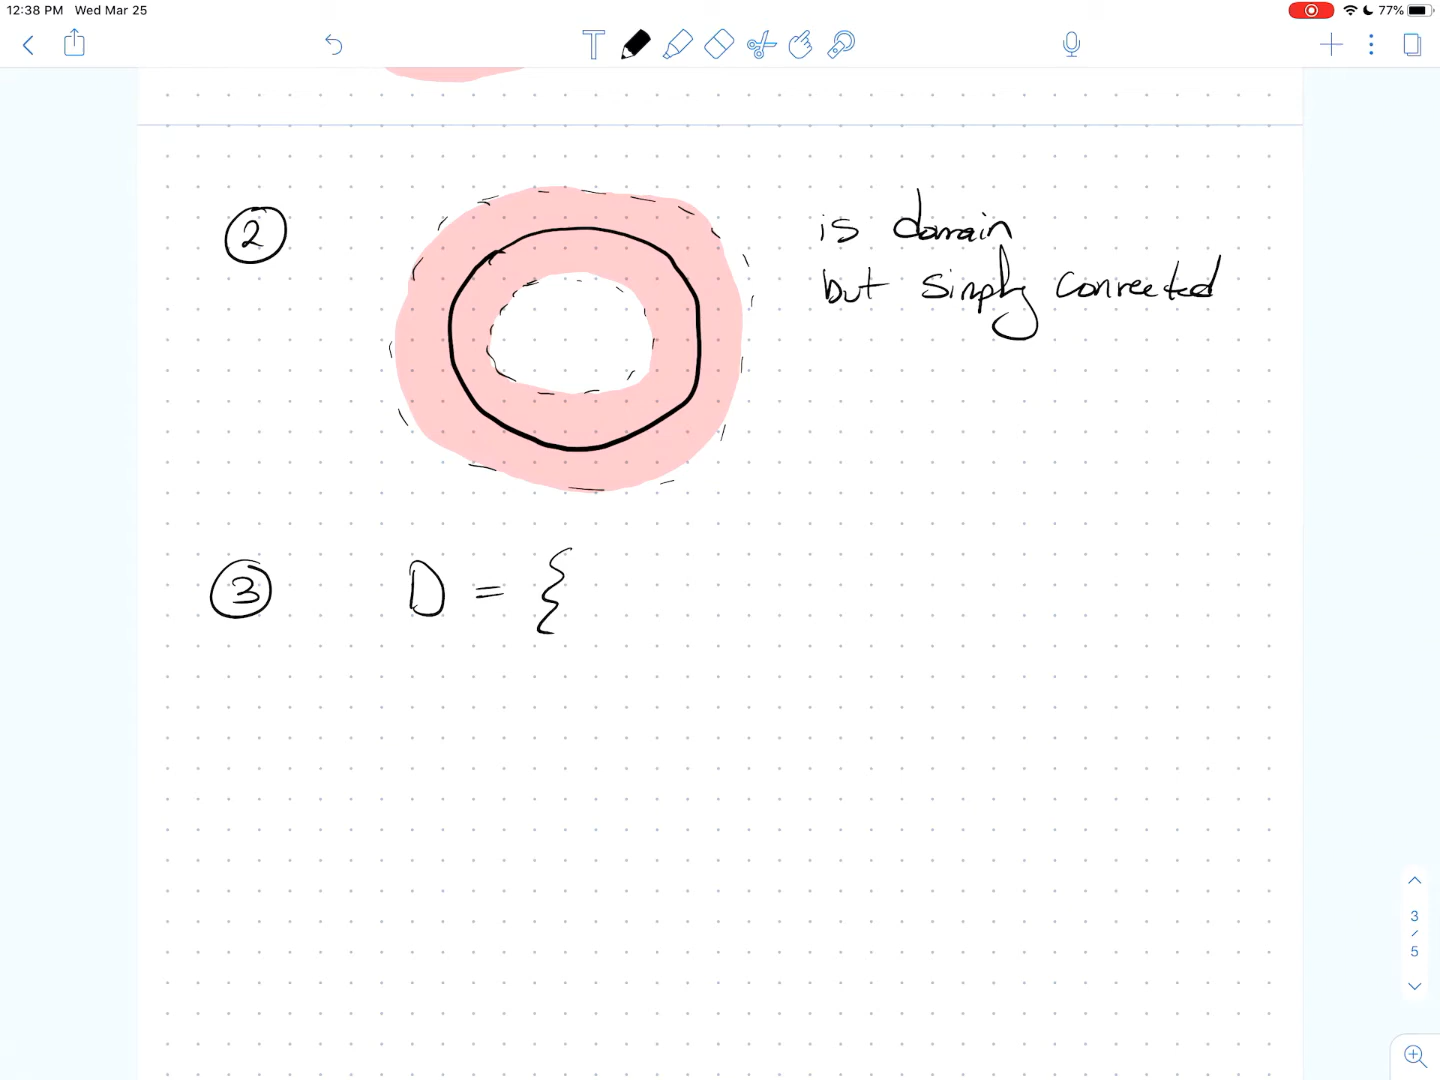 12:38 PM Wed Mar 25
77%
T
② is domain
but simply connected
③ D = {
3
/
5